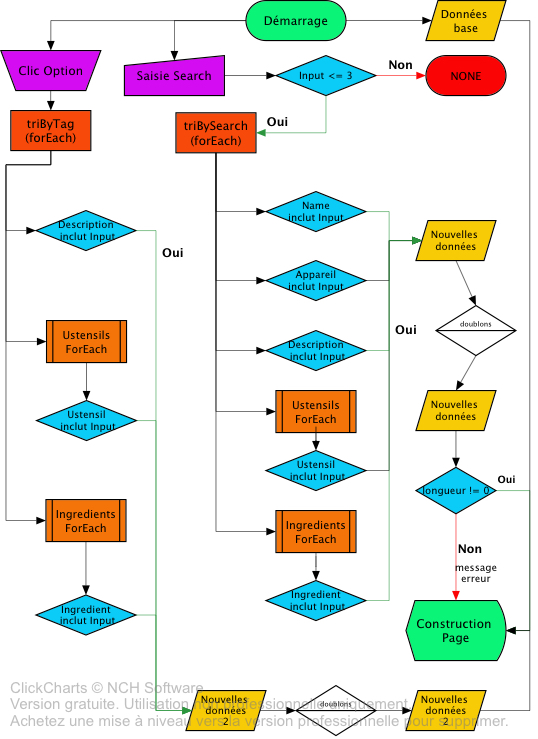 Démarrage
Données
base
Clic Option
Saisie Search
Input <= 3
Non
NONE
triByTag
(forEach)
triBySearch
(forEach)
Oui
Name
inclut Input
Description
inclut Input
Oui
Nouvelles
données
Appareil
inclut Input
doublons
Oui
Ustensils
ForEach
Description
inclut Input
Ustensil
inclut Input
Ustensils
ForEach
Nouvelles
données
Ustensil
inclut Input
longueur != 0
Oui
Ingredients
ForEach
Ingredients
ForEach
Non
message
erreur
Ingredient
inclut Input
Ingredient
inclut Input
Construction
Page
Nouvelles
données
2
doublons
Nouvelles
données
2
ClickCharts © NCH Software
Version gratuite. Utilisation non professionnelle uniquement.
Achetez une mise à niveau vers la version professionnelle pour supprimer.